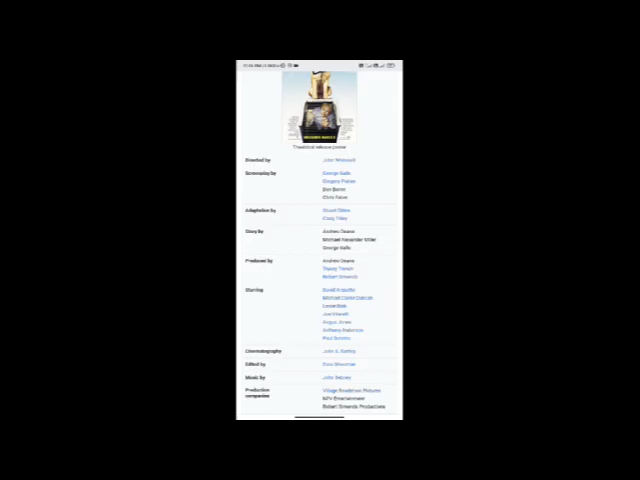 Theatrical release poster
Directed by John Whitesell
Screenplay by George Gallo
Gregory Poirier
Don Rhymer
Chris Faber
Adaptation by Stuart Gibbs
Craig Titley
Story by Andrew Deane
Michael Alexander Miller
George Gallo
Produced by Andrew Deane
Tracey Trench
Robert Simonds
Starring David Arquette
Michael Clarke Duncan
Leslie Bibb
Joe Viterelli
Angus Jones
Anthony Anderson
Paul Sorvino
Cinematography John S. Bartley
Edited by
Music by John Debney
Production
companies
Village Roadshow Pictures
NPV Entertainment
Robert Simonds Productions